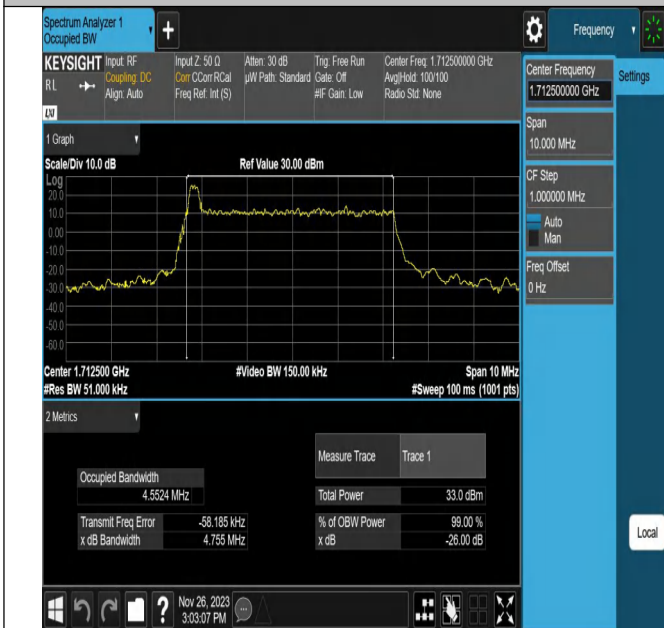 Spectrum Analyzer 1
Occupied BW
+
Frequency
KEYSIGHT
RL
LXI
Input: RF
Coupling: DC
Align: Auto
Input Z: 50 Ω
Corr CCorr RCal
Freq Ref: Int (S)
Atten: 30 dB
µW Path: Standard
Trig: Free Run
Gate: Off
#IF Gain: Low
Center Freq: 1.712500000 GHz
Avg|Hold: 100/100
Radio Std: None
Center Frequency
1.712500000 GHz
Settings
Span
10.000 MHz
CF Step
1.000000 MHz
Auto
Man
Freq Offset
0 Hz
1 Graph
Scale/Div 10.0 dB
Ref Value 30.00 dBm
Log
20.0
10.0
0.00
-10.0
-20.0
-30.0
-40.0
-50.0
-60.0
Center 1.712500 GHz
#Video BW 150.00 kHz
Span 10 MHz
#Res BW 51.000 kHz
#Sweep 100 ms (1001 pts)
2 Metrics
Measure Trace
Trace 1
Occupied Bandwidth
4.5524 MHz
Total Power
33.0 dBm
Transmit Freq Error
-58.185 kHz
% of OBW Power
99.00 %
x dB Bandwidth
4.755 MHz
x dB
-26.00 dB
Local
?
Nov 26, 2023
3:03:07 PM